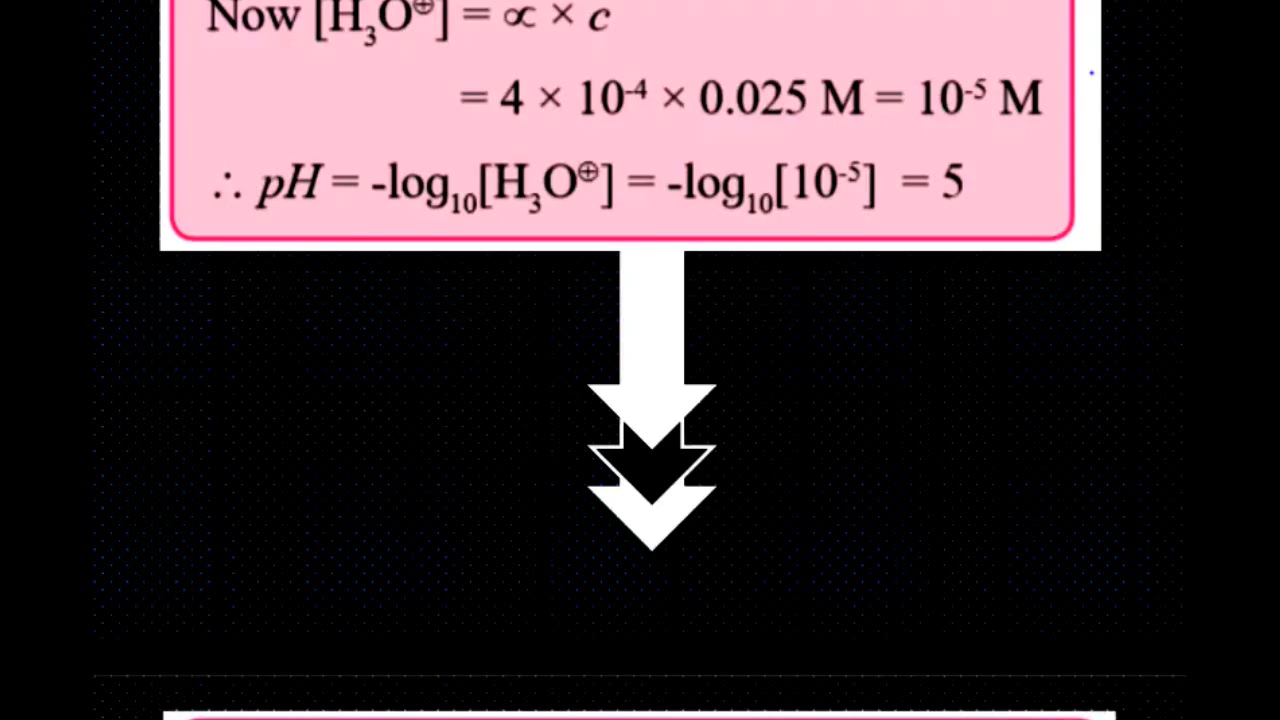 Now [H₃O⊕] = ∝ × c
= 4 × 10⁻⁴ × 0.025 M = 10⁻⁵ M
∴ pH = -log₁₀[H₃O⊕] = -log₁₀[10⁻⁵] = 5